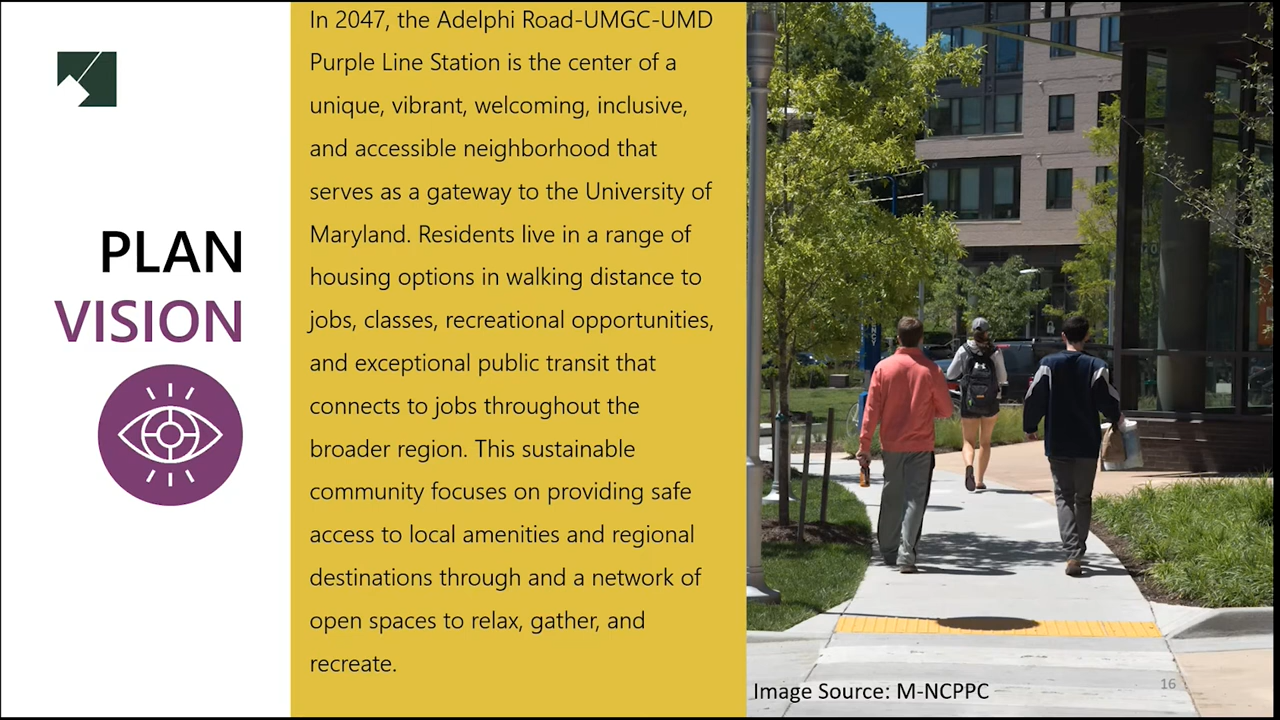 PLAN
VISION
In 2047, the Adelphi Road-UMGC-UMD
Purple Line Station is the center of a
unique, vibrant, welcoming, inclusive,
and accessible neighborhood that
serves as a gateway to the University of
Maryland. Residents live in a range of
housing options in walking distance to
jobs, classes, recreational opportunities,
and exceptional public transit that
connects to jobs throughout the
broader region. This sustainable
community focuses on providing safe
access to local amenities and regional
destinations through and a network of
open spaces to relax, gather, and
recreate.
Image Source: M-NCPPC
16